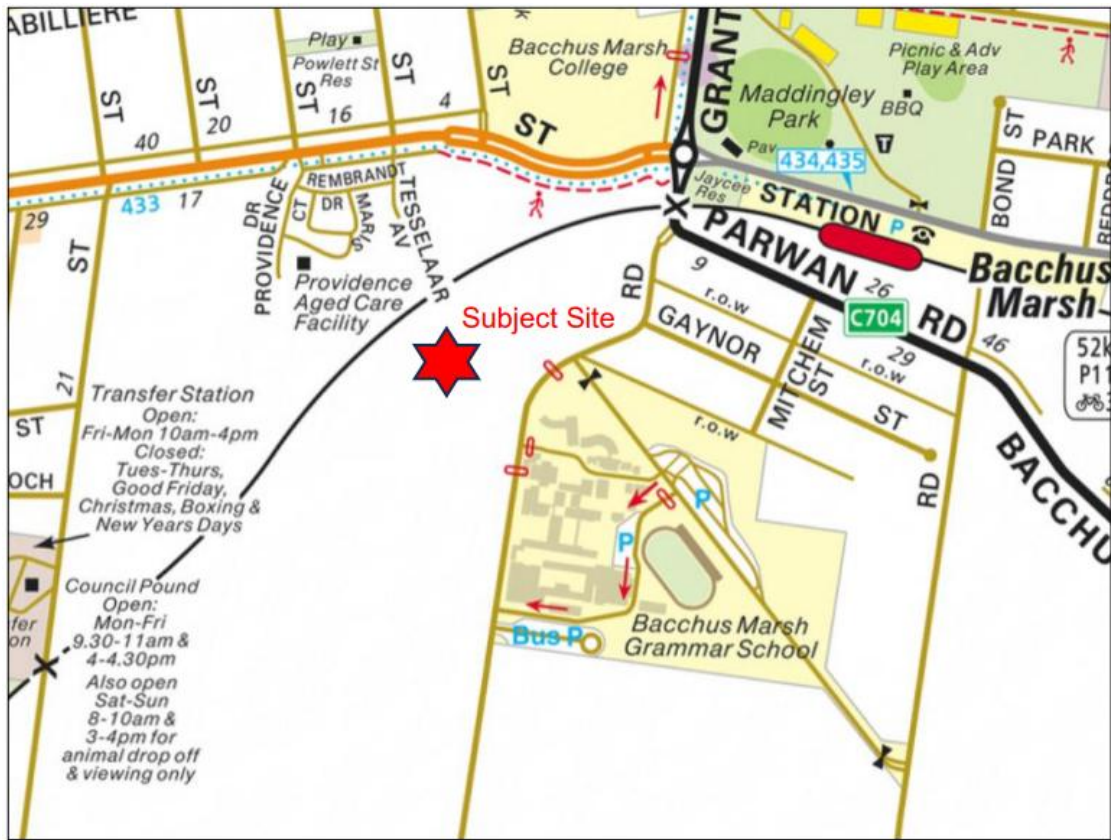 ABILLIERE
ST
ST
ST
ST
ST
ST
40
20
16
4
Play
Powlett St
Res
Bacchus Marsh
College
GRANT
Maddingley
Park
Pav
Picnic & Adv
Play Area
BBQ
T
434,435
Jaycee
Res
STATION
P
BOND ST
PARK
Bacchus
Marsh
29
433
17
REMBRANDT
DR
CT
MARIS
TESSELAAR
AV
PROVIDENCE
DR
Providence
Aged Care
Facility
Subject Site
ST
21
ST
OCH
RD
PARWAN RD
9
26
29
46
C704
r.o.w
r.o.w
r.o.w
GAYNOR ST
MITCHEM
ST
RD
BACCHU
52k
P11
Transfer Station
Open:
Fri-Mon 10am-4pm
Closed:
Tues-Thurs,
Good Friday,
Christmas, Boxing &
New Years Days
Council Pound
Open:
Mon-Fri
9.30-11am &
4-4.30pm
Also open
Sat-Sun
8-10am &
3-4pm for
animal drop off
& viewing only
fer
on
P
P
Bus P
Bacchus Marsh
Grammar School